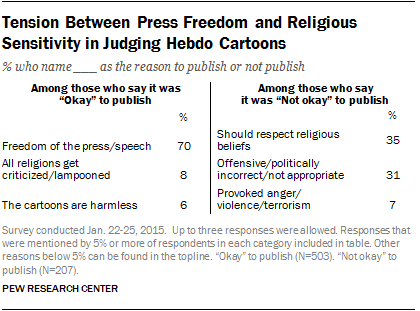 Tension Between Press Freedom and Religious
Sensitivity in Judging Hebdo Cartoons
% who name ___ as the reason to publish or not publish
Among those who say it was
“Okay” to publish
%
Freedom of the press/speech 70
All religions get
criticized/lampooned 8
The cartoons are harmless 6
Among those who say
it was “Not okay” to publish
%
Should respect religious
beliefs 35
Offensive/politically
incorrect/not appropriate 31
Provoked anger/
violence/terrorism 7
Survey conducted Jan. 22-25, 2015. Up to three responses were allowed. Responses that
were mentioned by 5% or more of respondents in each category included in table. Other
reasons below 5% can be found in the topline. “Okay” to publish (N=503). “Not okay” to
publish (N=207).
PEW RESEARCH CENTER